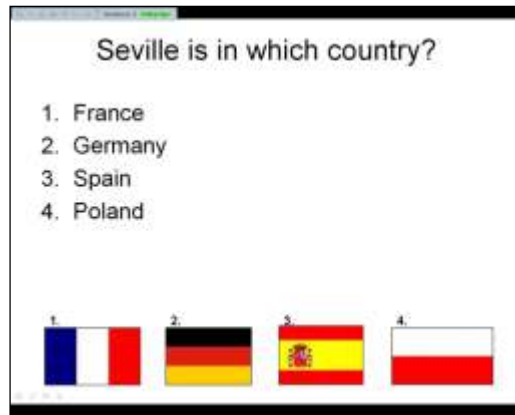 Seville is in which country?
1. France
2. Germany
3. Spain
4. Poland
1. 2. 3. 4.